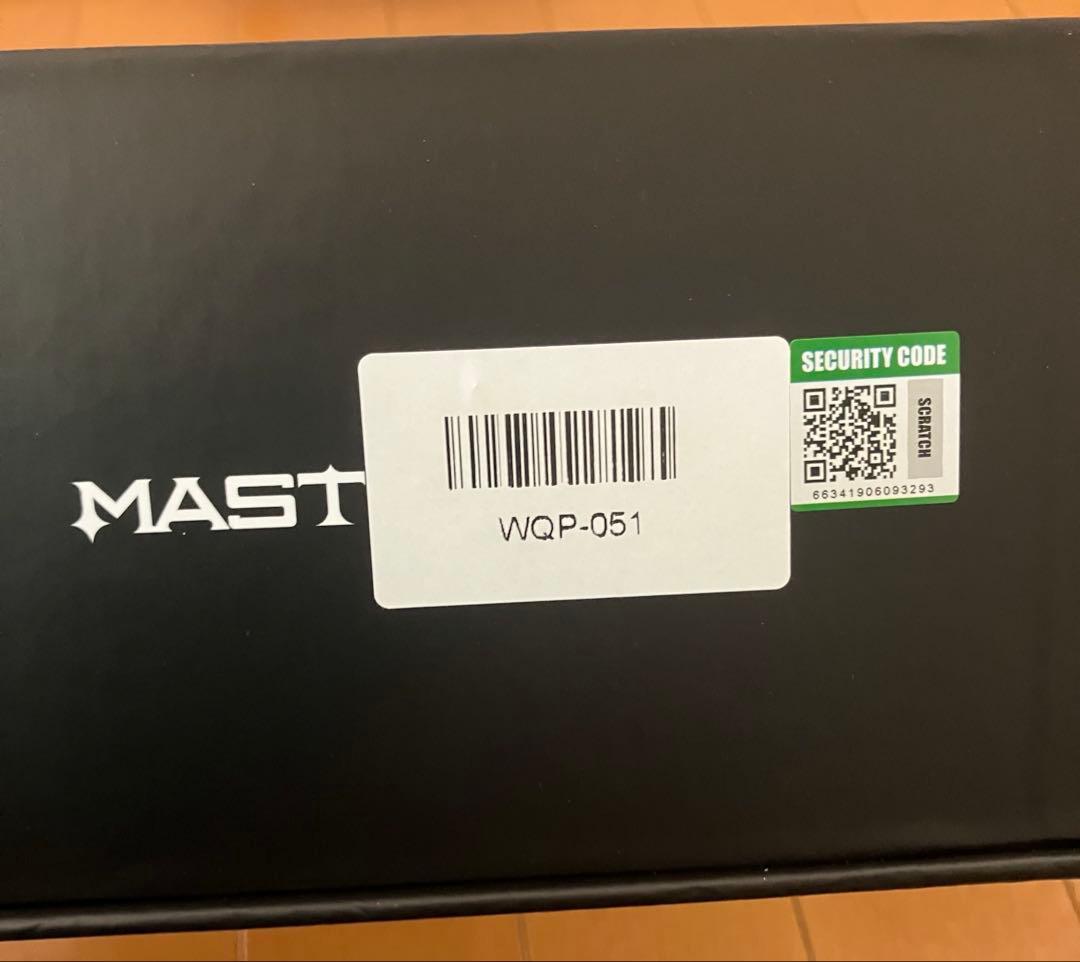 MAST
WQP-051
SECURITY CODE
SCRATCH
66341906093293